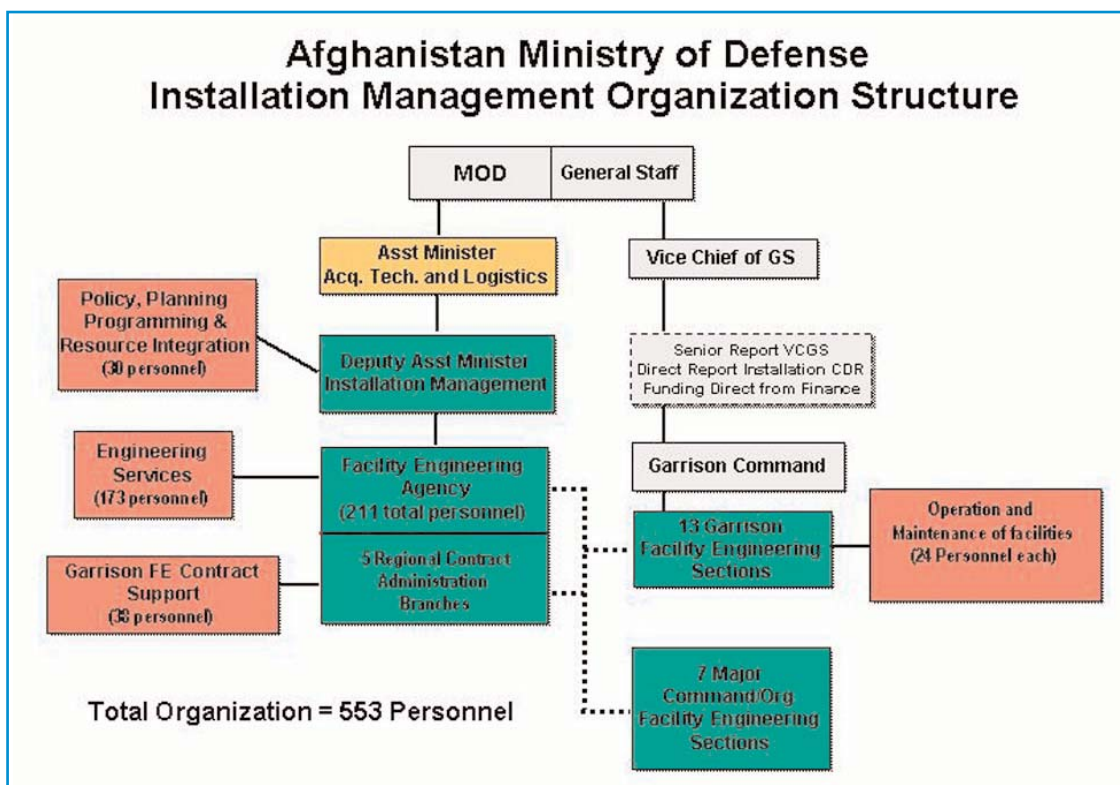 Afghanistan Ministry of Defense
Installation Management Organization Structure
MOD
General Staff
Asst Minister
Acq. Tech. and Logistics
Vice Chief of GS
Policy, Planning
Programming &
Resource Integration
(30 personnel)
Deputy Asst Minister
Installation Management
Senior Report VCGS
Direct Report Installation CDR
Funding Direct from Finance
Engineering
Services
(173 personnel)
Facility Engineering
Agency
(211 total personnel)
Garrison Command
13 Garrison
Facility Engineering
Sections
Operation and
Maintenance of facilities
(24 Personnel each)
Garrison FE Contract
Support
(38 personnel)
5 Regional Contract
Administration
Branches
7 Major
Command/Org
Facility Engineering
Sections
Total Organization = 553 Personnel